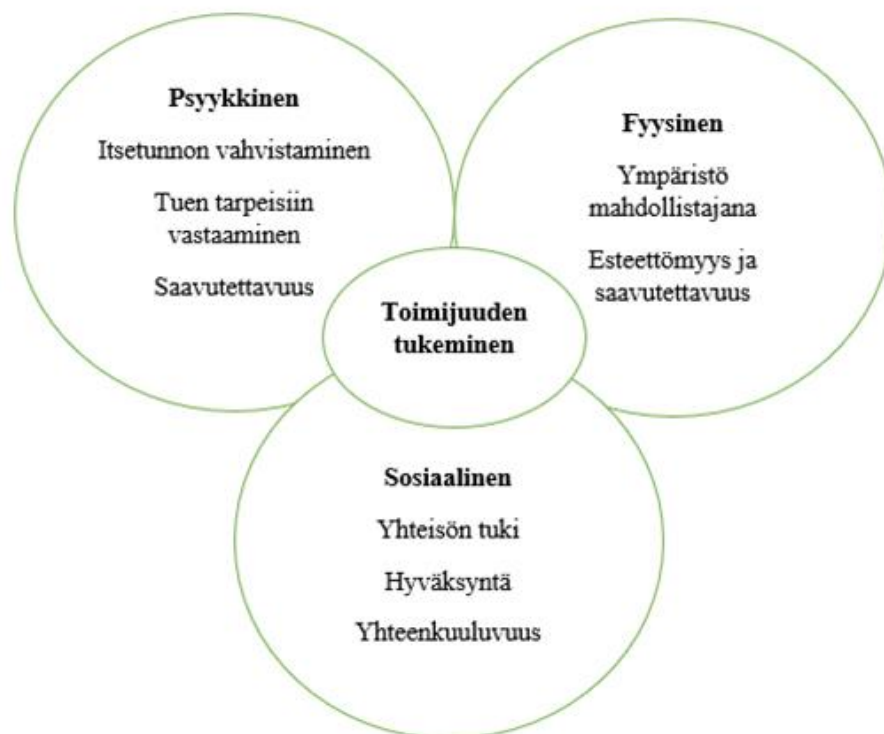 Psyykkinen
Itsetunnon vahvistaminen
Tuen tarpeisiin
vastaaminen
Saavutettavuus
Fyysinen
Ympäristö
mahdollistajana
Esteettömyys ja
saavutettavuus
Toimijuuden
tukeminen
Sosiaalinen
Yhteisön tuki
Hyväksyntä
Yhteenkuuluvuus